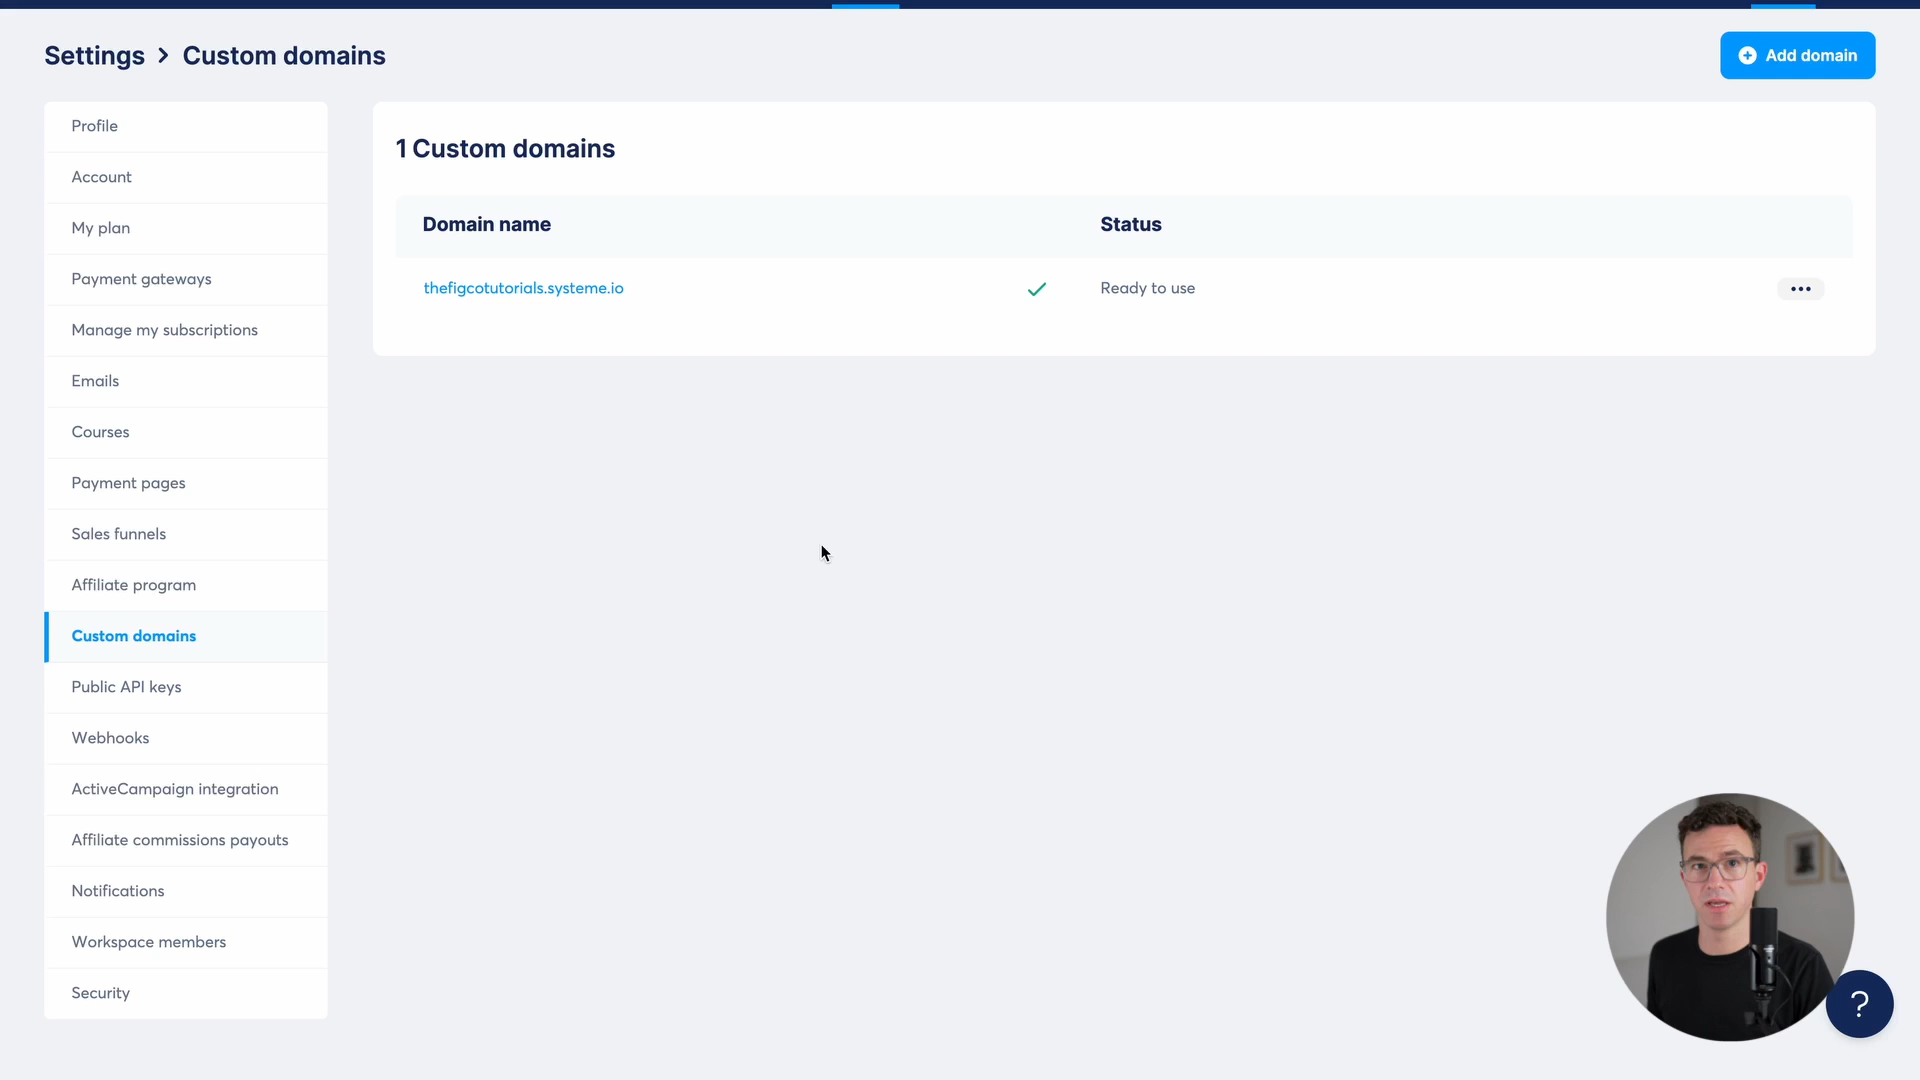 Settings > Custom domains
Add domain
Profile
Account
My plan
Payment gateways
Manage my subscriptions
Emails
Courses
Payment pages
Sales funnels
Affiliate program
Custom domains
Public API keys
Webhooks
ActiveCampaign integration
Affiliate commissions payouts
Notifications
Workspace members
Security
1 Custom domains
Domain name Status
thefigcotutorials.systeme.io Ready to use
?